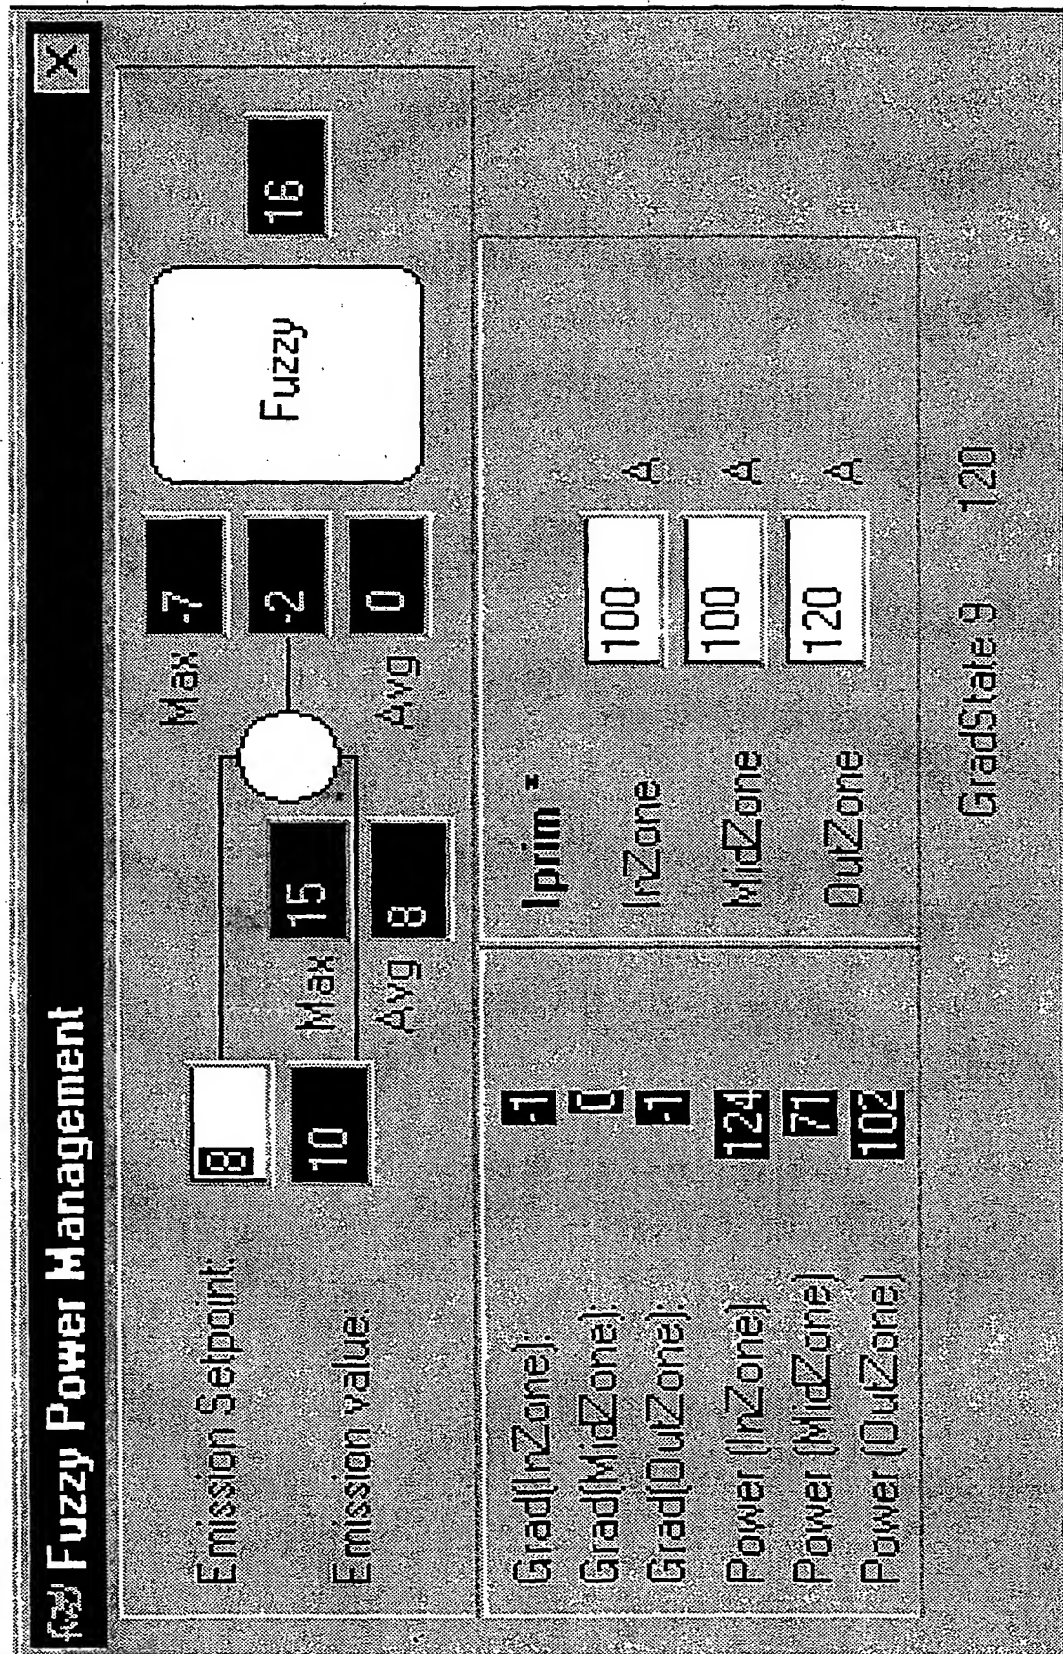 Fuzzy Power Management X
Emission Setpoint: 8
Emission value: 10
Max 15
Avg 8
Max -7
-2
Avg 0
Fuzzy
16
Grad(InZone): -1
Grad(MidZone): 0
Grad(OutZone): -1
Power (InZone) 124
Power (MidZone) 71
Power (OutZone) 102
Iprim =
InZone 100 A
MidZone 100 A
OutZone 120 A
GradState 9 120